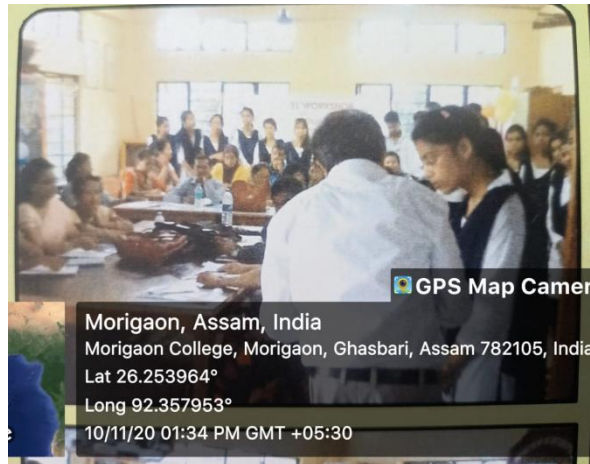 WORKSHOP
GPS Map Camer
Morigaon, Assam, India
Morigaon College, Morigaon, Ghasbari, Assam 782105, India
Lat 26.253964°
Long 92.357953°
10/11/20 01:34 PM GMT +05:30